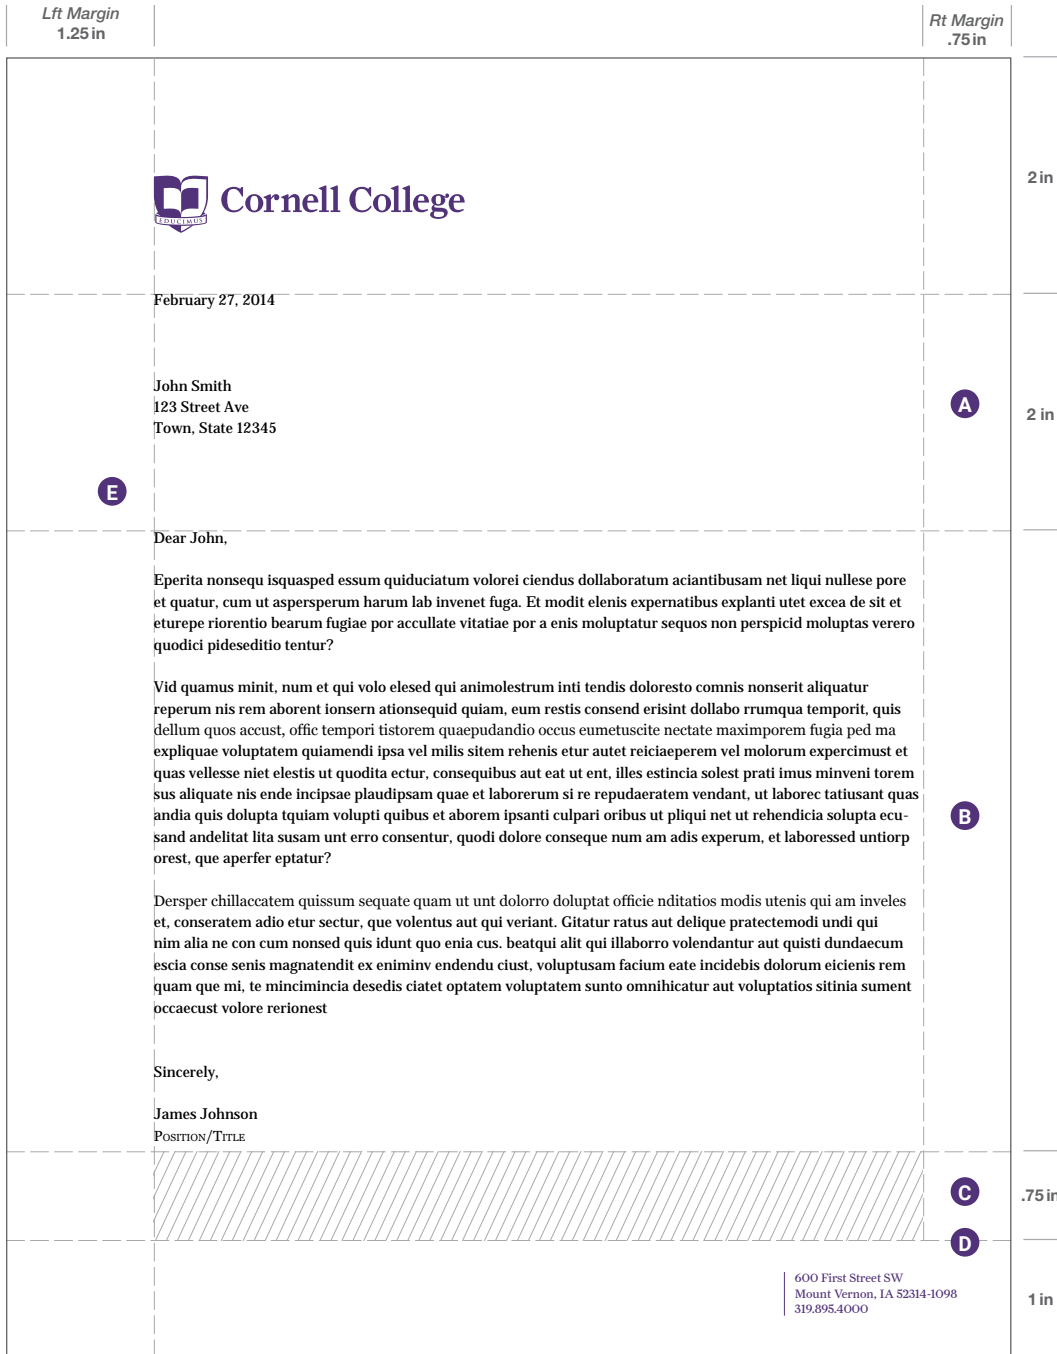 Lft Margin
1.25 in
Rt Margin
.75 in
2 in
EDUCIMUS
Cornell College
February 27, 2014
John Smith
123 Street Ave
Town, State 12345
A
2 in
E
Dear John,
Eperita nonsequ isquasped essum quiduciatum volorei ciendus dollaboratum aciantibusam net liqui nullese pore
et quatur, cum ut aspersperum harum lab invenet fuga. Et modit elenis expernatibus explanti utet excea de sit et
eturepe riorentio bearum fugiae por accullate vitatiae por a enis moluptatur sequos non perspicid moluptas verero
quodici pideseditio tentur?
Vid quamus minit, num et qui volo elesed qui animolestrum inti tendis doloresto comnis nonserit aliquatur
reperum nis rem aborent ionsern ationsequid quiam, eum restis consend erisint dollabo rrumqua temporit, quis
dellum quos accust, offic tempori tistorem quaepudandio occus eumetuscite nectate maximporem fugia ped ma
expliquae voluptatem quiamendi ipsa vel milis sitem rehenis etur autet reiciaeperem vel molorum expercimust et
quas vellesse niet elestis ut quodita ectur, consequibus aut eat ut ent, illes estincia solest prati imus minveni torem
sus aliquate nis ende incipsae plaudipsam quae et laborerum si re repudaeratem vendant, ut laborec tatiusant quas
andia quis dolupta tquiam volupti quibus et aborem ipsanti culpari oribus ut pliqui net ut rehendicia solupta ecu-
sand andelitat lita susam unt erro consentur, quodi dolore conseque num am adis experum, et laboressed untiorp
orest, que aperfer eptatur?
B
Dersper chillaccatem quissum sequate quam ut unt dolorro doluptat officie nditatios modis utenis qui am inveles
et, conseratem adio etur sectur, que volentus aut qui veriant. Gitatur ratus aut delique pratectemodi undi qui
nim alia ne con cum nonsed quis idunt quo enia cus. beatqui alit qui illaborro volendantur aut quisti dundaecum
escia conse senis magnatendit ex eniminv endendu ciust, voluptusam facium eate incidebis dolorum eicienis rem
quam que mi, te mincimincia desedis ciatet optatem voluptatem sunto omnihicatur aut voluptatios sitinia sument
occaecust volore rerionest
Sincerely,
James Johnson
Position/Title
C
.75 in
D
600 First Street SW
Mount Vernon, IA 52314-1098
319.895.4000
1 in